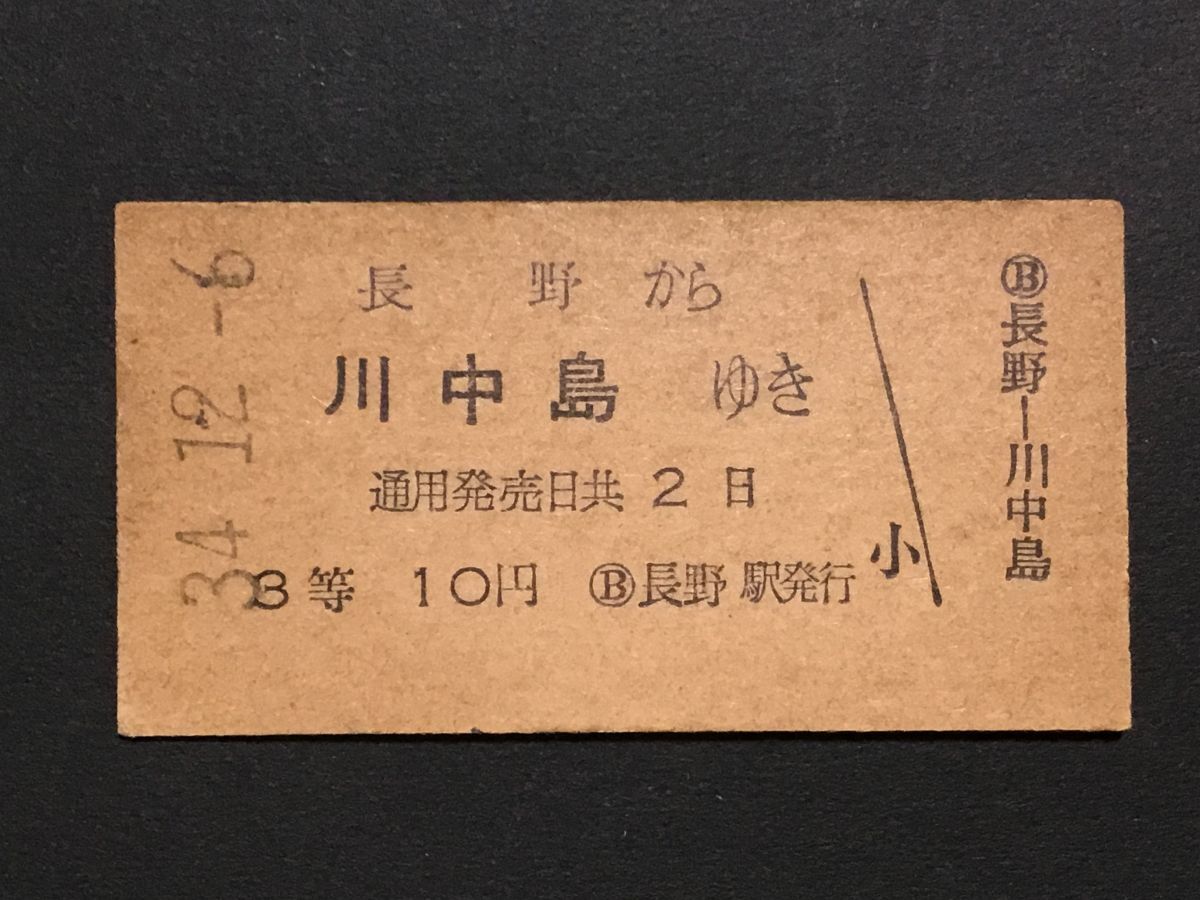 34 12 -6
長野から
川中島ゆき
通用発売日共2日
3等 10円 Ⓑ長野駅発行
小
Ⓑ長野ー川中島